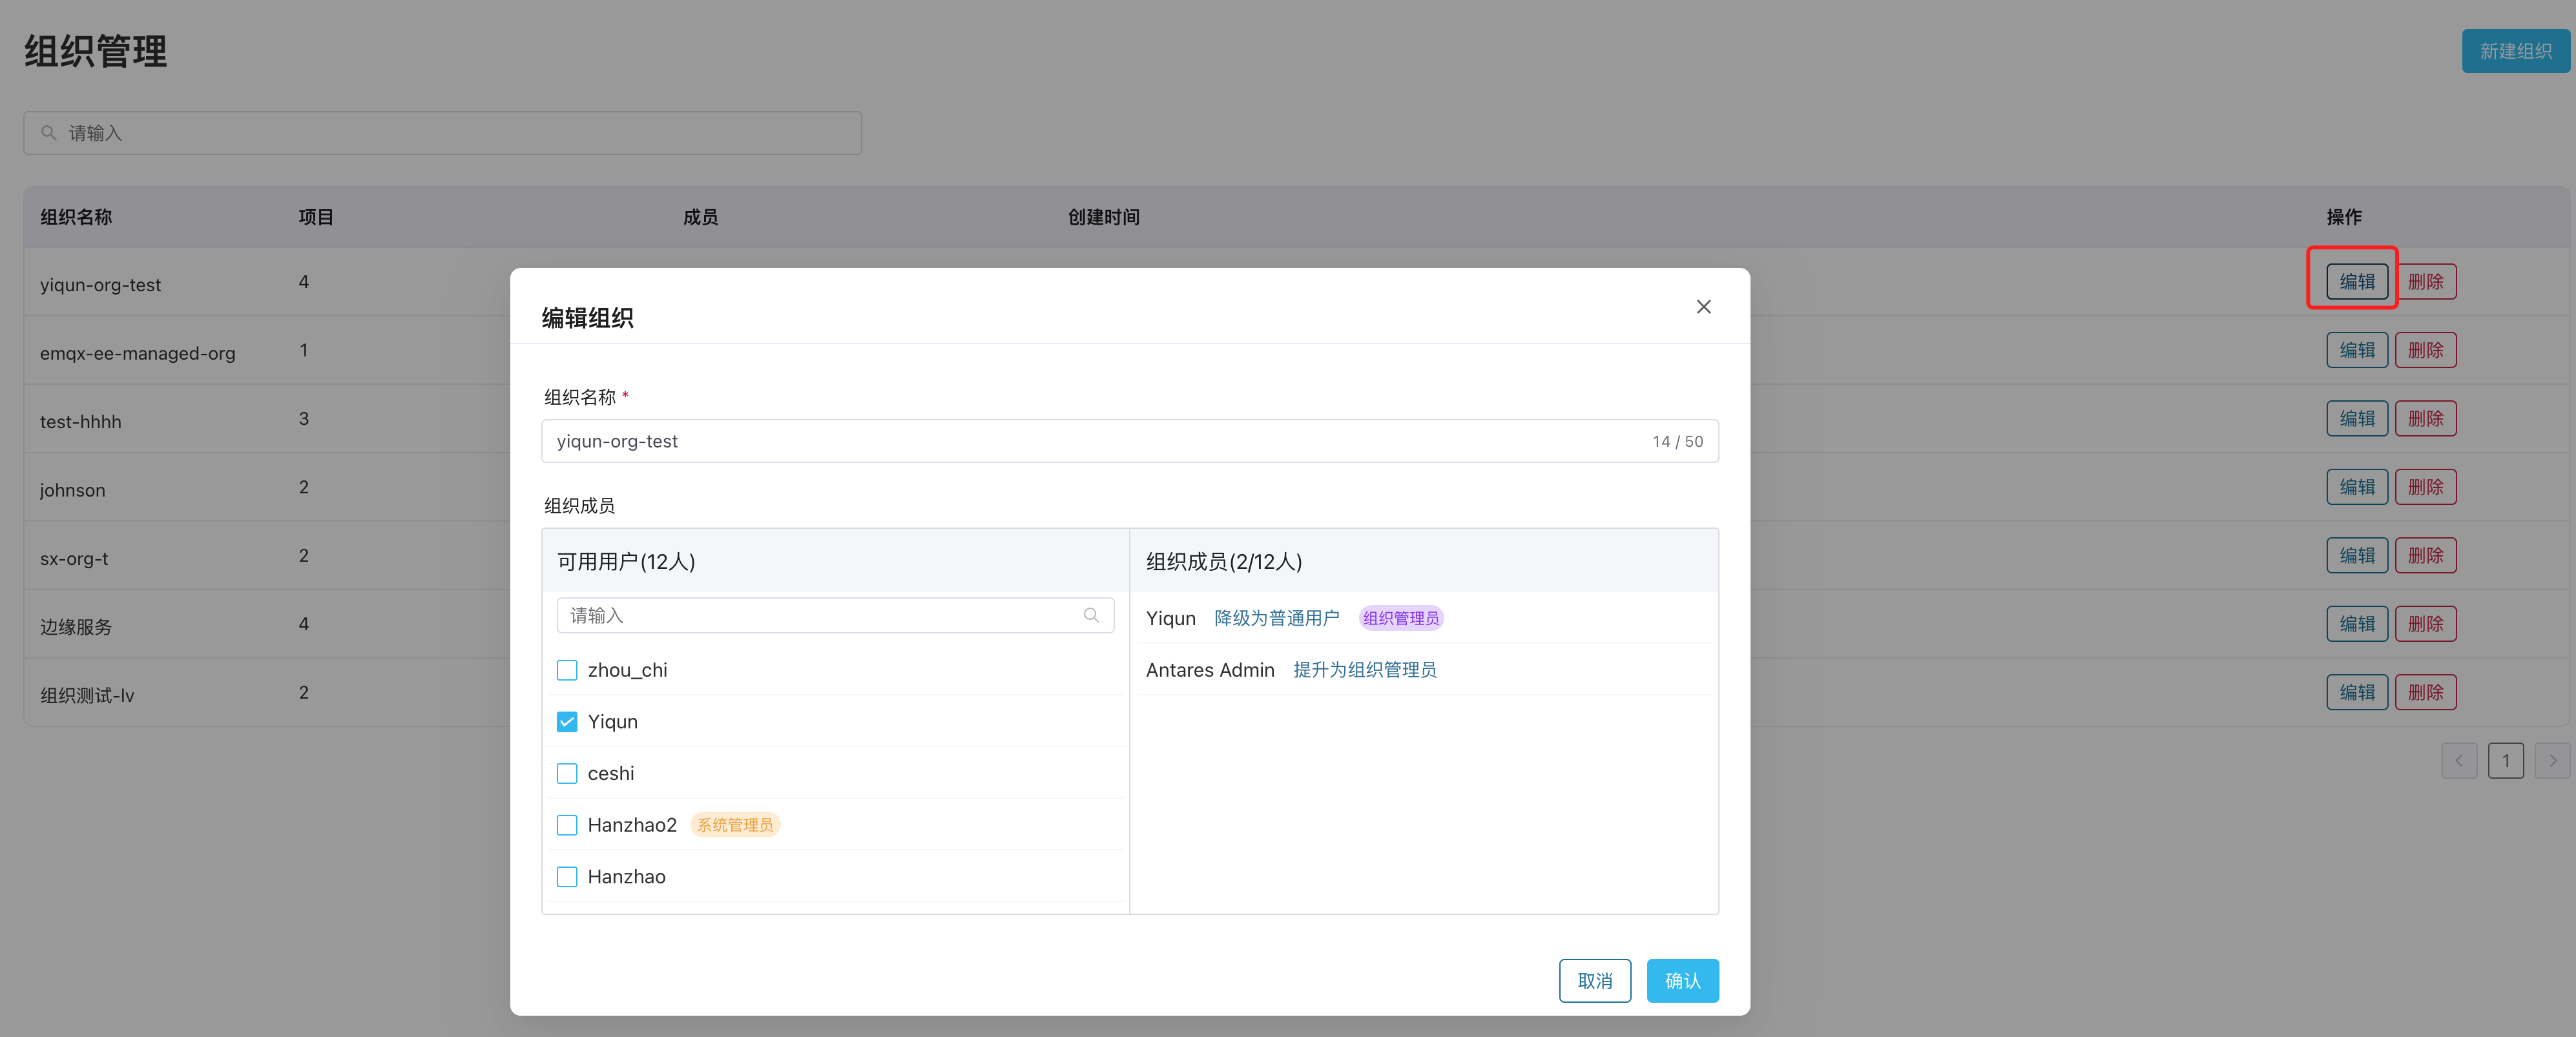 组织管理
新建组织
请输入
组织名称 项目 成员 创建时间 操作
yiqun-org-test 4 编辑 删除
emqx-ee-managed-org 1 编辑 删除
test-hhhh 3 编辑 删除
johnson 2 编辑 删除
sx-org-t 2 编辑 删除
边缘服务 4 编辑 删除
组织测试-lv 2 编辑 删除
1
编辑组织
组织名称 *
yiqun-org-test 14 / 50
组织成员
可用用户(12人)
请输入
zhou_chi
Yiqun
ceshi
Hanzhao2 系统管理员
Hanzhao
组织成员(2/12人)
Yiqun 降级为普通用户 组织管理员
Antares Admin 提升为组织管理员
取消 确认